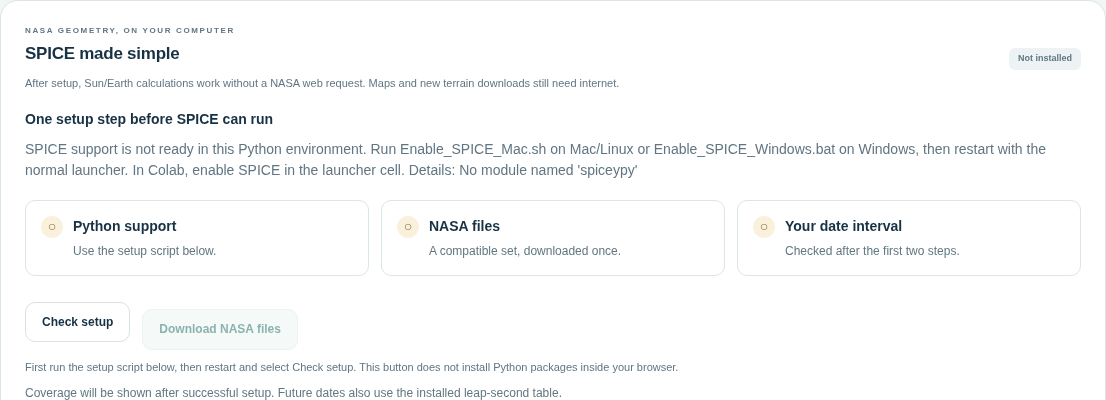 NASA GEOMETRY, ON YOUR COMPUTER
SPICE made simple
Not installed
After setup, Sun/Earth calculations work without a NASA web request. Maps and new terrain downloads still need internet.
One setup step before SPICE can run
SPICE support is not ready in this Python environment. Run Enable_SPICE_Mac.sh on Mac/Linux or Enable_SPICE_Windows.bat on Windows, then restart with the
normal launcher. In Colab, enable SPICE in the launcher cell. Details: No module named 'spiceypy'
Python support
Use the setup script below.
NASA files
A compatible set, downloaded once.
Your date interval
Checked after the first two steps.
Check setup
Download NASA files
First run the setup script below, then restart and select Check setup. This button does not install Python packages inside your browser.
Coverage will be shown after successful setup. Future dates also use the installed leap-second table.